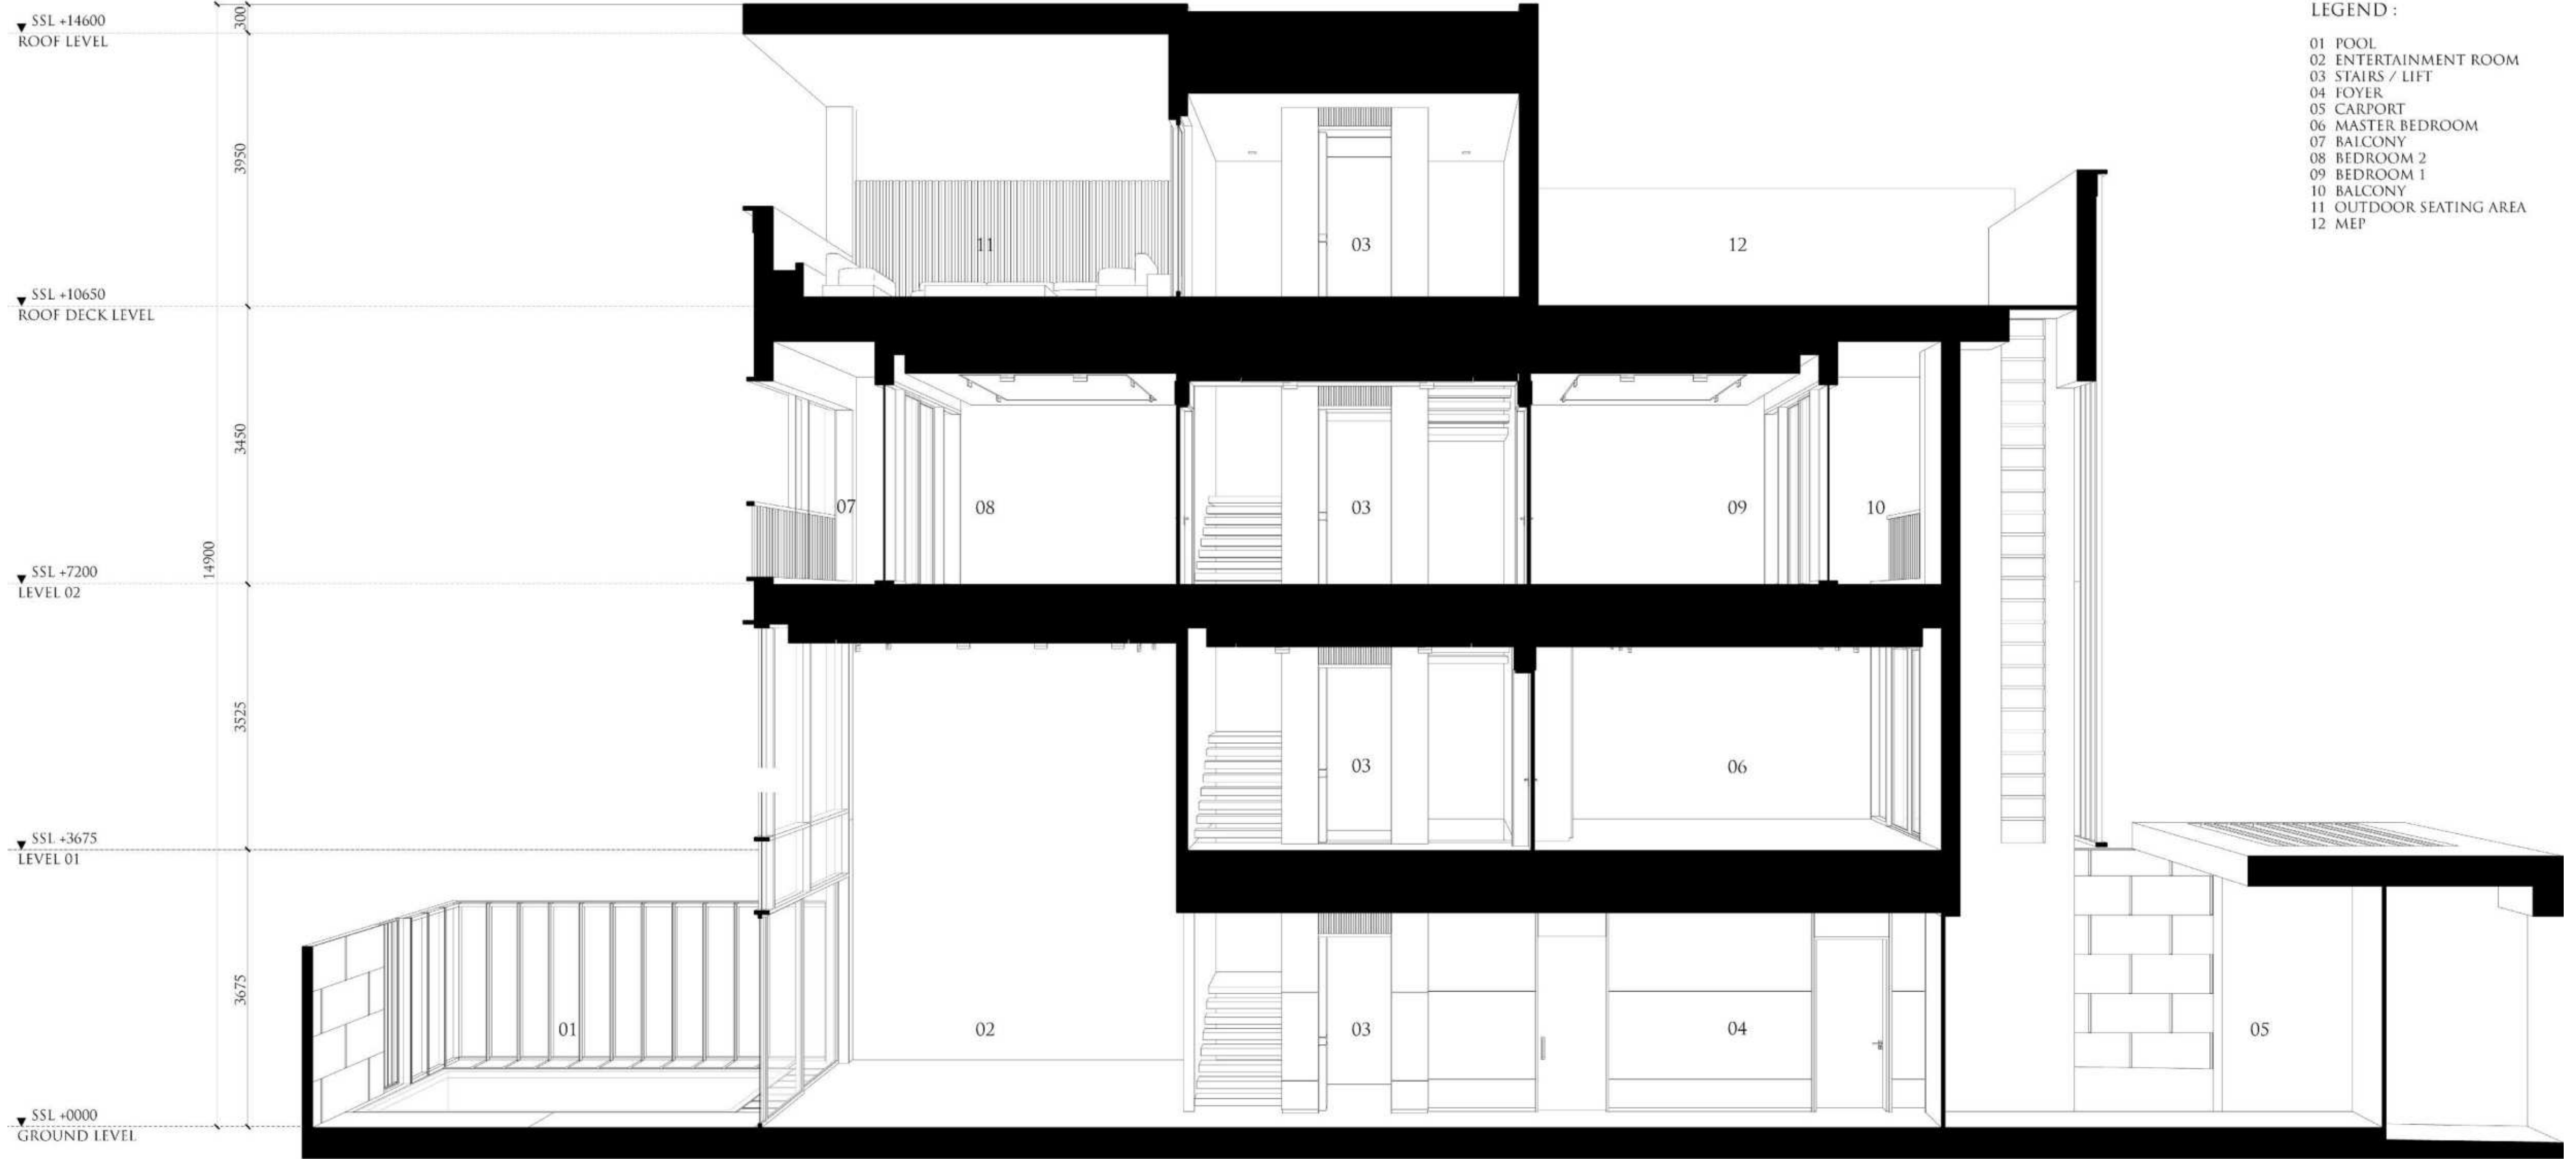 SSL +14600
ROOF LEVEL
300
3950
SSL +10650
ROOF DECK LEVEL
3450
14900
SSL +7200
LEVEL 02
3525
SSL +3675
LEVEL 01
3675
SSL +0000
GROUND LEVEL
11
03
12
07
08
03
09
10
03
06
01
02
03
04
05
LEGEND :
01 POOL
02 ENTERTAINMENT ROOM
03 STAIRS / LIFT
04 FOYER
05 CARPORT
06 MASTER BEDROOM
07 BALCONY
08 BEDROOM 2
09 BEDROOM 1
10 BALCONY
11 OUTDOOR SEATING AREA
12 MEP